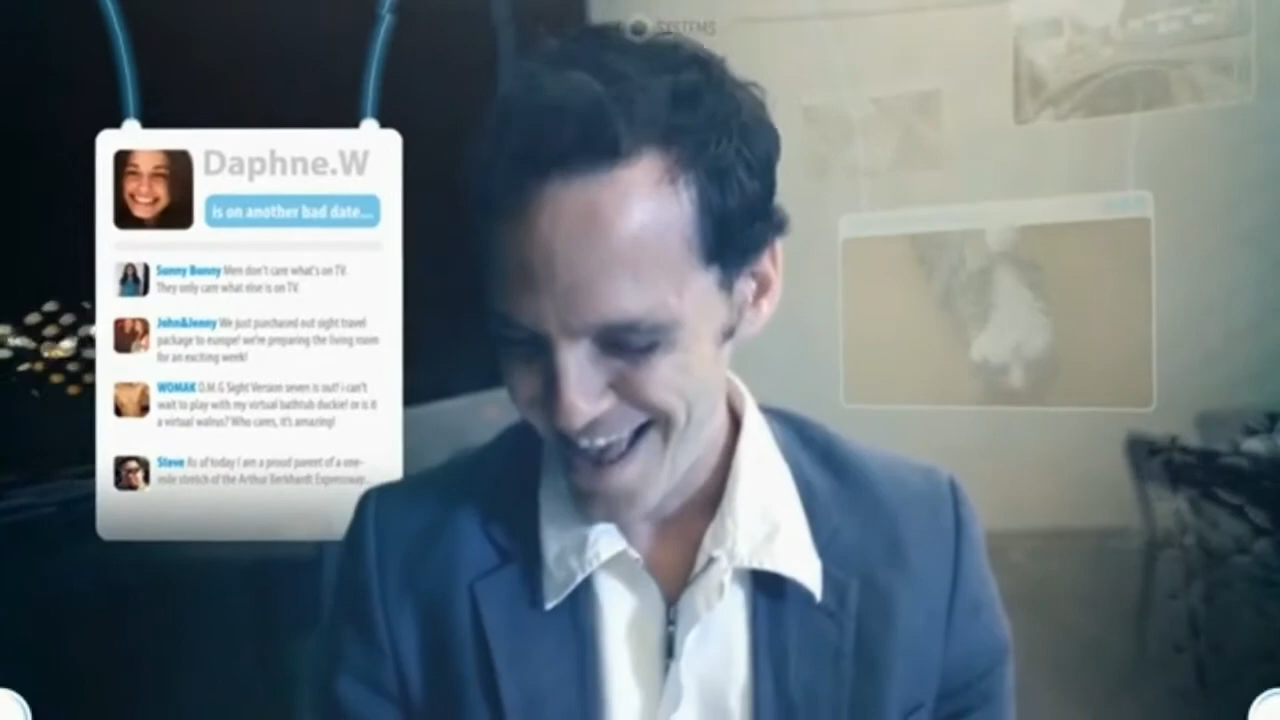 SYSTEMS
Daphne.W
is on another bad date...
Sunny Bunny Men don't care what's on TV.
They only care what else is on TV.
John&Jenny We just purchased out sight travel
package to europe! we're preparing the living room
for an exciting week!
WOMAK O.M.G Sight Version seven is out! i can't
wait to play with my virtual bathtub duckie! or is it
a virtual walnus? Who cares, it's amazing!
Steve As of today I am a proud parent of a one-
mile stretch of the Arthur Berkhardt Expressway...